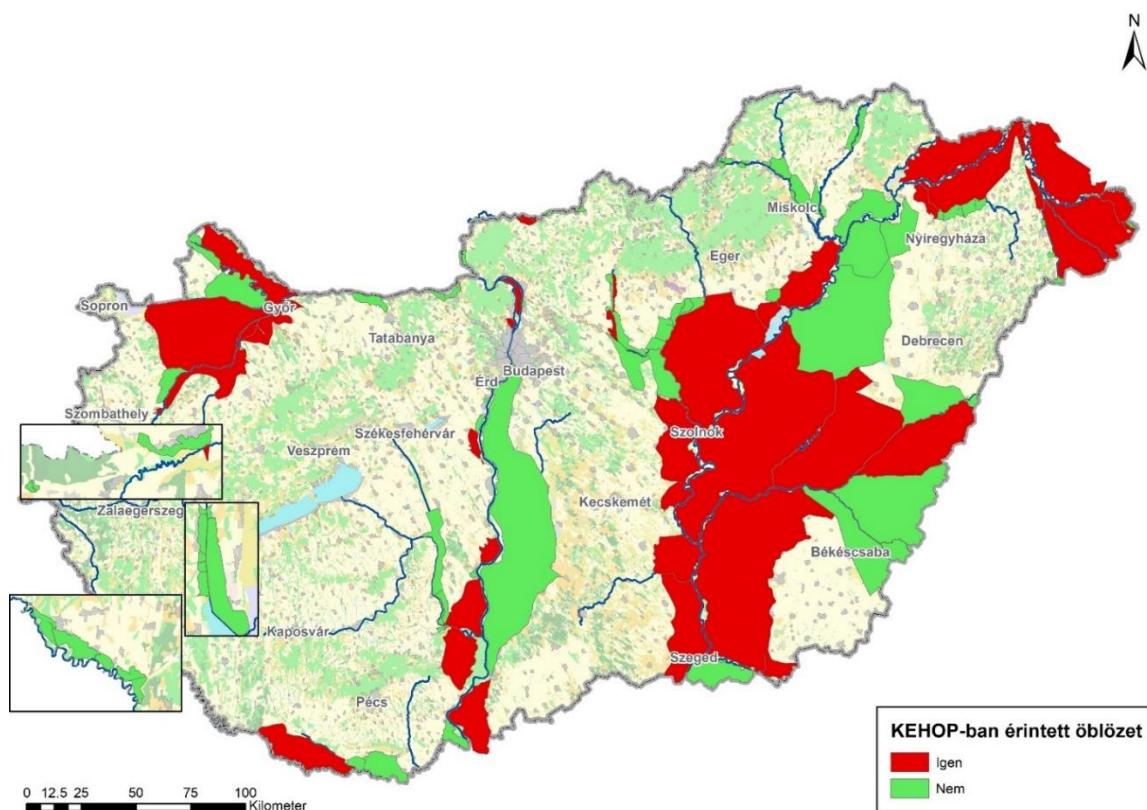 N
Miskolc
Nyíregyháza
Eger
Sopron
Győr
Tatabánya
Debrecen
Budapest
Érd
Szombathely
Székesfehérvár
Szolnok
Veszprém
Kecskemét
Zalaegerszeg
Békéscsaba
Kaposvár
Szeged
Pécs
KEHOP-ban érintett öblözet
Igen
Nem
0 12.5 25 50 75 100
Kilometer